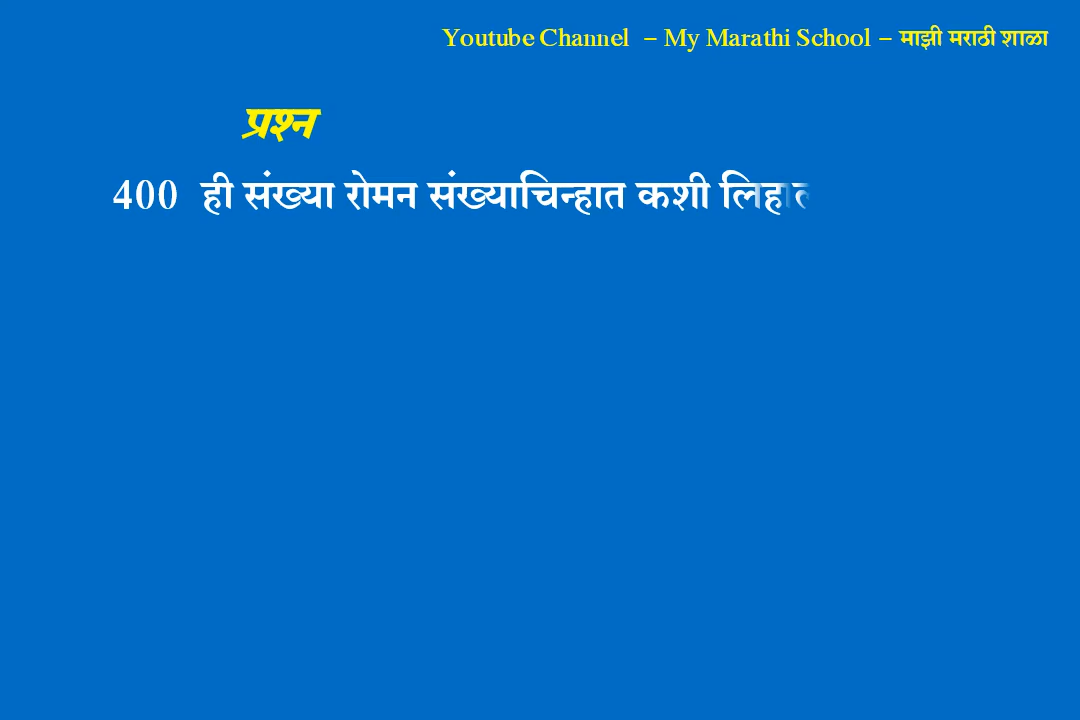 Youtube Channel – My Marathi School – माझी मराठी शाळा
प्रश्न
400 ही संख्या रोमन संख्याचिन्हात कशी